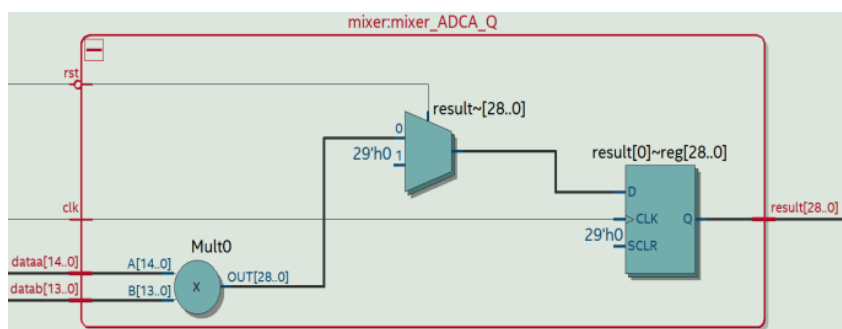 mixer:mixer_ADCA_Q
rst
result~[28..0]
0
29'h0 1
result[0]~reg[28..0]
D
clk
CLK Q
result[28..0]
29'h0
SCLR
Mult0
dataa[14..0] A[14..0]
OUT[28..0]
x
datab[13..0] B[13..0]